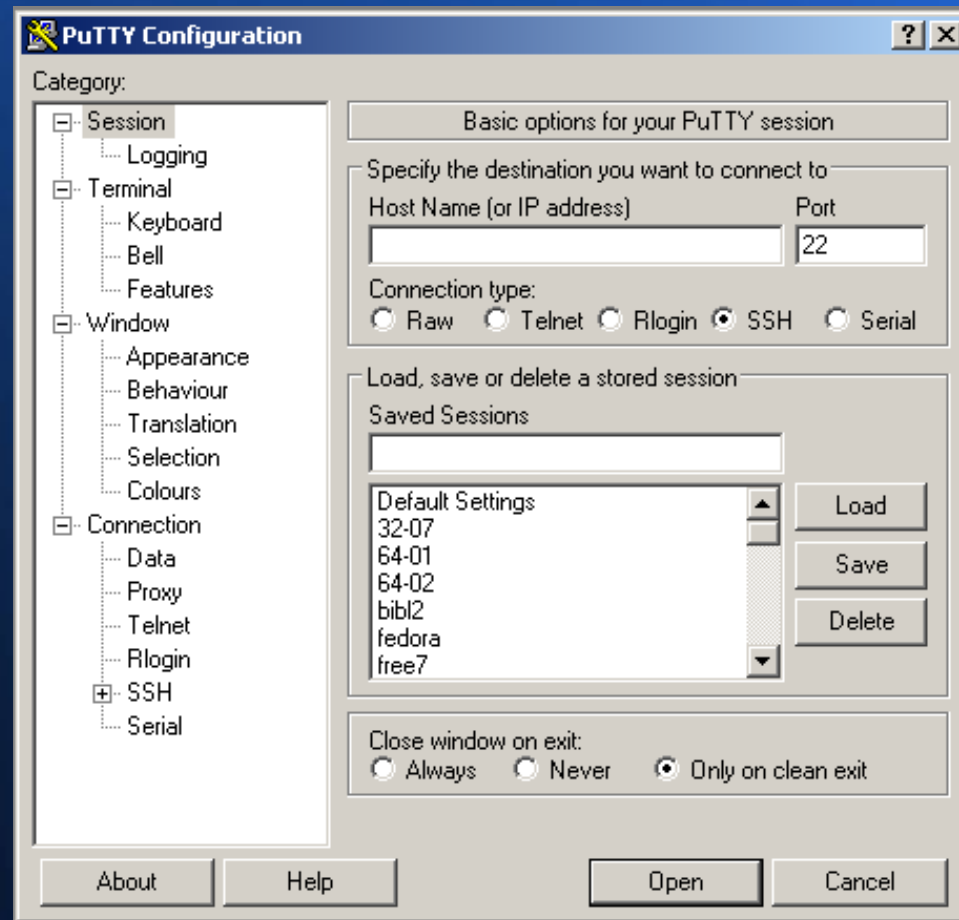 PuTTY Configuration
Category:
Session
Logging
Terminal
Keyboard
Bell
Features
Window
Appearance
Behaviour
Translation
Selection
Colours
Connection
Data
Proxy
Telnet
Rlogin
SSH
Serial
Basic options for your PuTTY session
Specify the destination you want to connect to
Host Name (or IP address) Port
22
Connection type:
Raw Telnet Rlogin SSH Serial
Load, save or delete a stored session
Saved Sessions
Default Settings
32-07
64-01
64-02
bibl2
fedora
free7
Load
Save
Delete
Close window on exit:
Always Never Only on clean exit
About Help Open Cancel